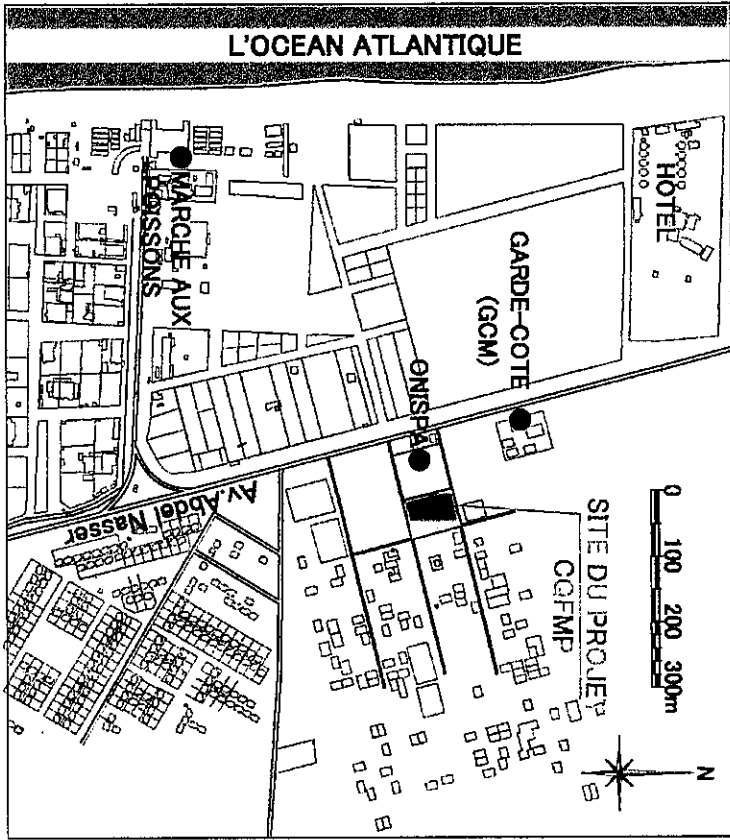 L'OCEAN ATLANTIQUE
HOTEL
GARDE-COTE
(GCM)
MARCHE AUX
POISSONS
ONISPA
Av.Abdel Nasser
SITE DU PROJET
0 100 200 300m
N